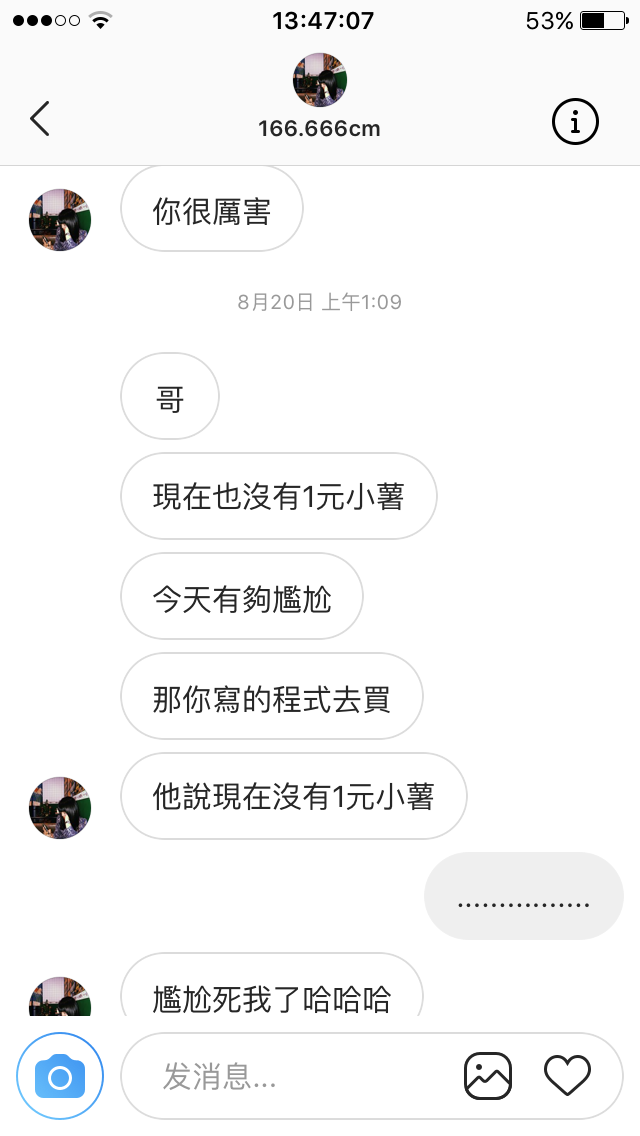 13:47:07
53%
166.666cm
你很厲害
8月20日 上午1:09
哥
現在也沒有1元小薯
今天有夠尷尬
那你寫的程式去買
他說現在沒有1元小薯
................
尷尬死我了哈哈哈
发消息...